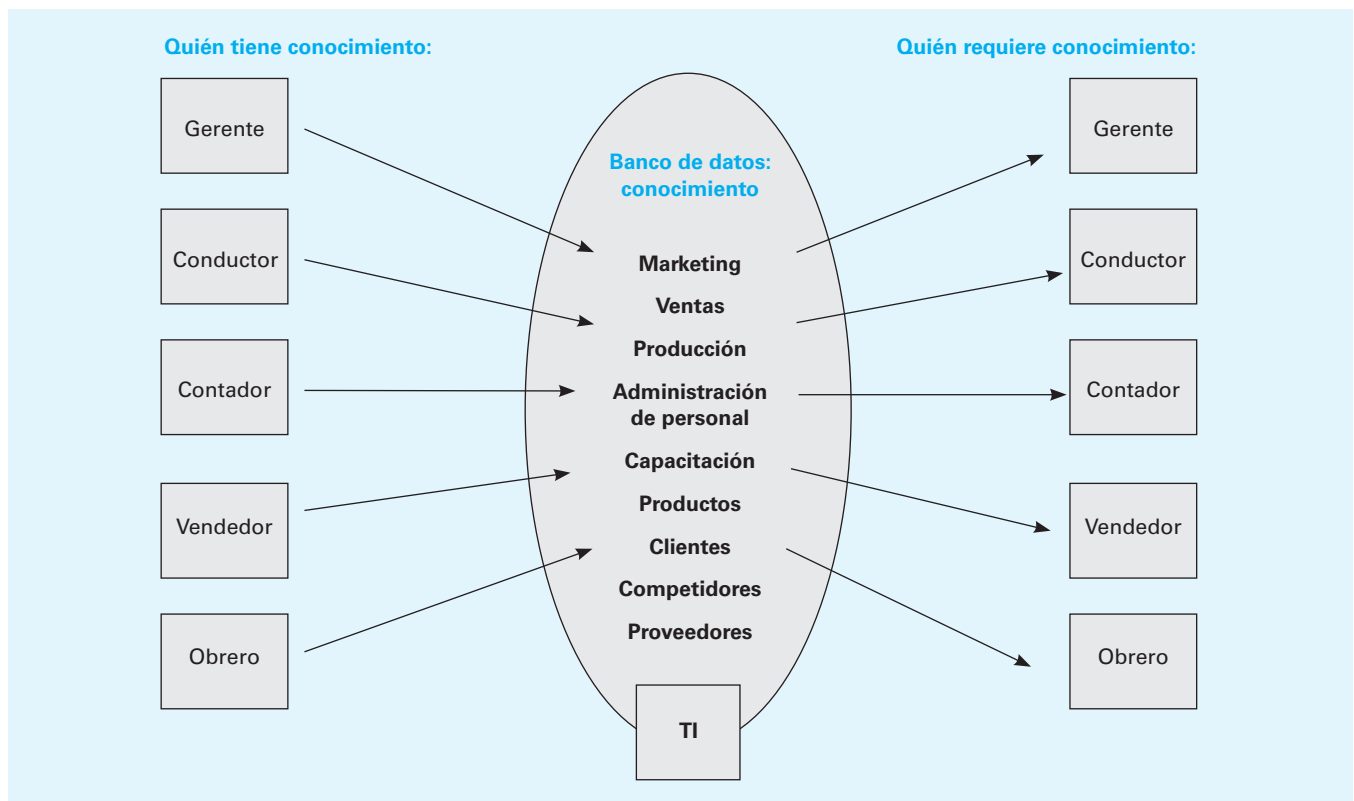 Quién tiene conocimiento:
Quién requiere conocimiento:
Gerente
Conductor
Contador
Vendedor
Obrero
Banco de datos:
conocimiento
Marketing
Ventas
Producción
Administración
de personal
Capacitación
Productos
Clientes
Competidores
Proveedores
TI
Gerente
Conductor
Contador
Vendedor
Obrero